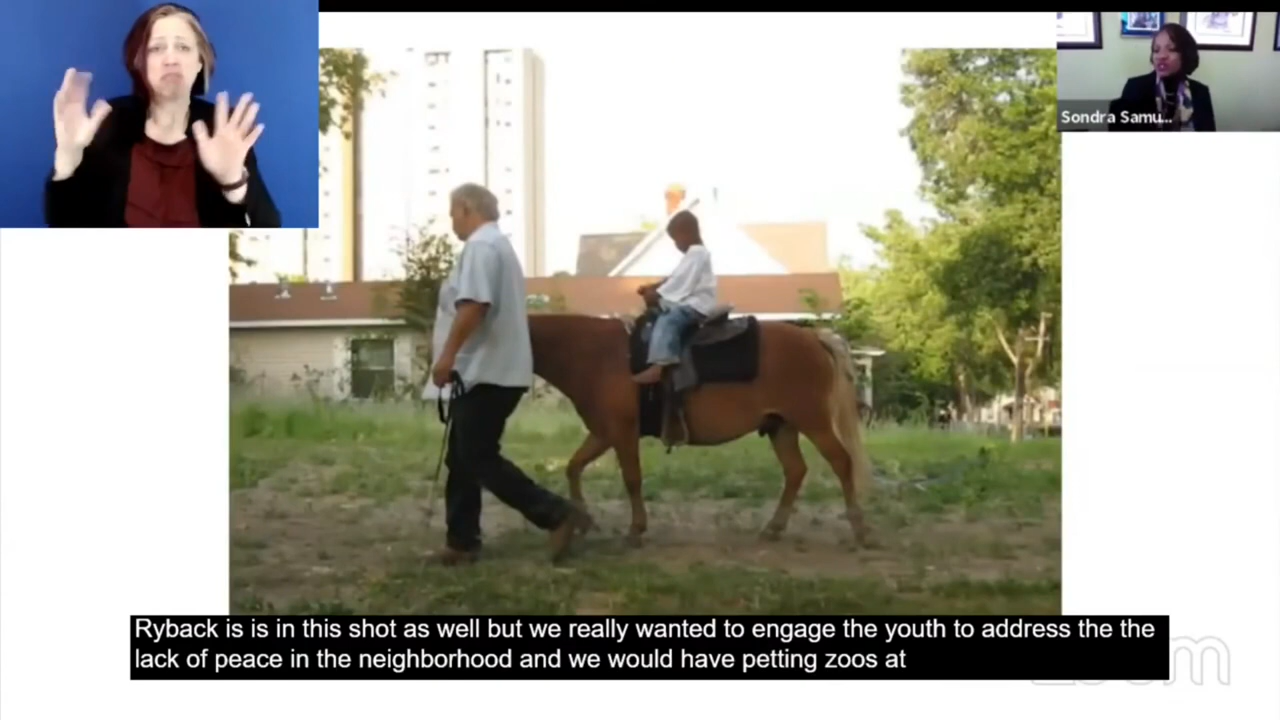 Sondra Samu...
Ryback is is in this shot as well but we really wanted to engage the youth to address the the
lack of peace in the neighborhood and we would have petting zoos at